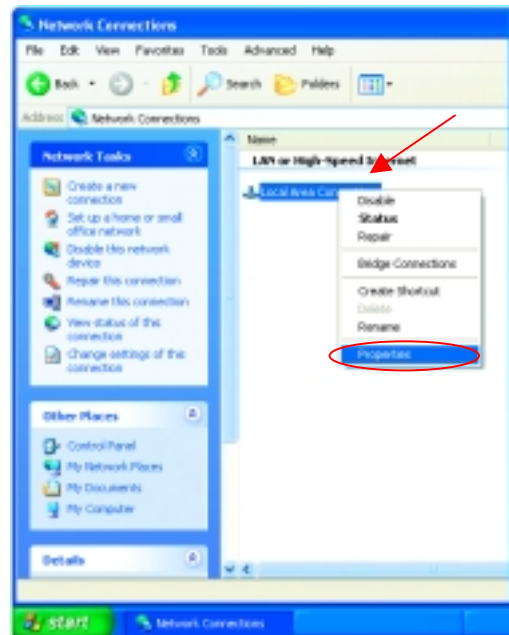 Network Connections
File Edit View Favorites Tools Advanced Help
Back Search Folders
Address Network Connections
Name
LAN or High-Speed Internet
Local Area
Network Tasks
Create a new
connection
Set up a home or small
office network
Disable this network
device
Repair this connection
Rename this connection
View status of this
connection
Change settings of this
connection
Disable
Status
Repair
Bridge Connections
Create Shortcut
Delete
Rename
Properties
Other Places
Control Panel
My Network Places
My Documents
My Computer
Details
start Network Connections